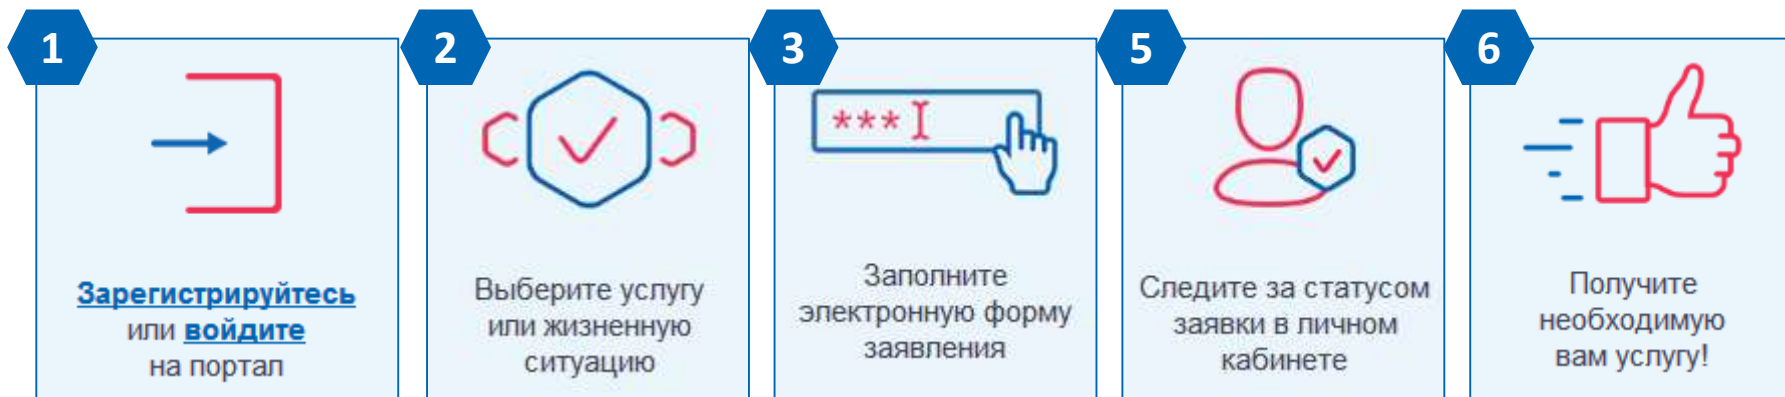 1
Зарегистрируйтесь
или войдите
на портал
2
Выберите услугу
или жизненную
ситуацию
3
***
Заполните
электронную форму
заявления
5
Следите за статусом
заявки в личном
кабинете
6
Получите
необходимую
вам услугу!